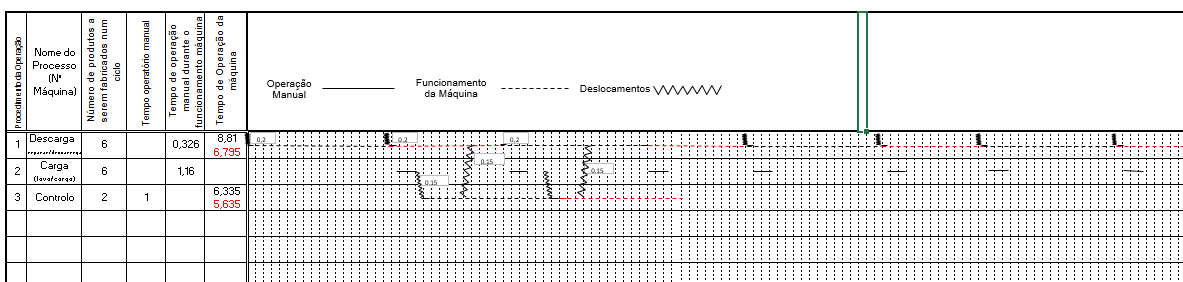 Procedimento da Operação
Nome do
Processo
(Nº
Máquina)
Número de produtos a
serem fabricados num
ciclo
Tempo operatório manual
Tempo de operação
manual durante o
funcionamento máquina
Tempo de Operação da
máquina
Operação
Manual
Funcionamento
da Máquina
Deslocamentos
1
Descarga
6
0,326
8,81
6,795
0,2
0,2
0,2
2
Carga
(lava/carga)
6
1,16
0,15
0,15
0,15
3
Controlo
2
1
6,335
5,635